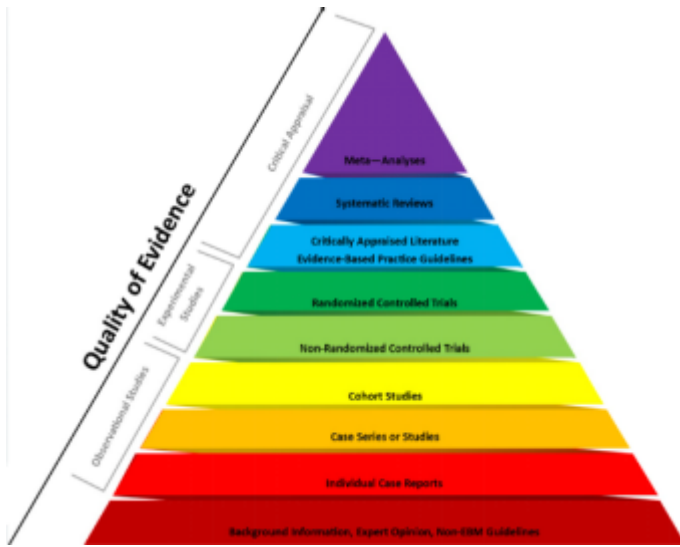 Quality of Evidence
Critical Appraisal
Experimental
Studies
Observational Studies
Meta—Analyses
Systematic Reviews
Critically Appraised Literature
Evidence-Based Practice Guidelines
Randomized Controlled Trials
Non-Randomized Controlled Trials
Cohort Studies
Case Series or Studies
Individual Case Reports
Background Information, Expert Opinion, Non-EBM Guidelines